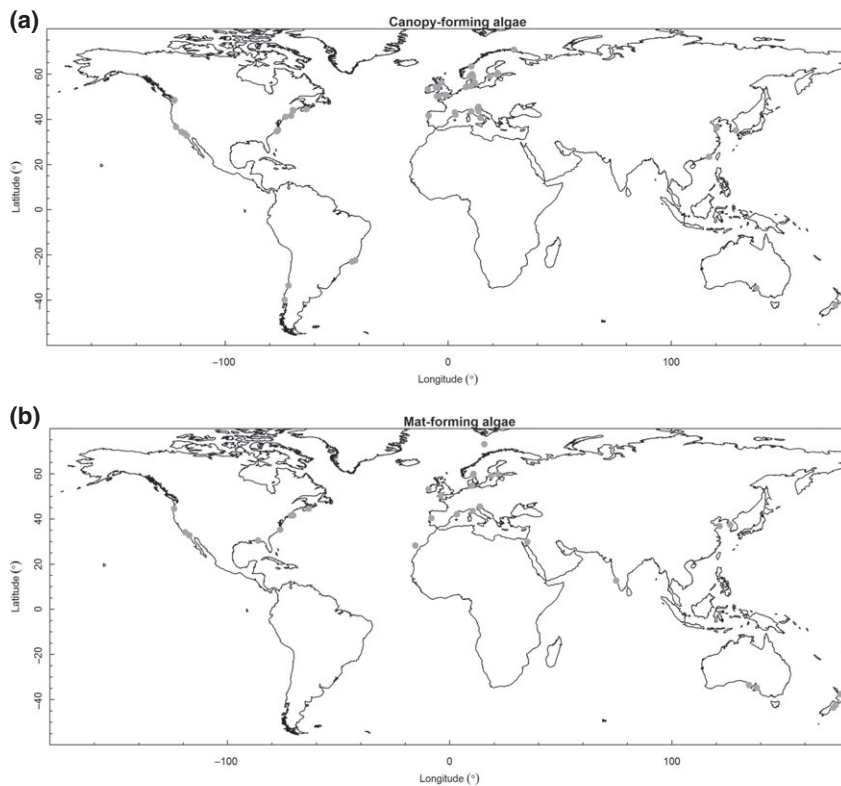 (a)
Canopy-forming algae
60
40
20
0
−20
−40
Latitude (°)
−100
0
100
Longitude (°)
(b)
Mat-forming algae
60
40
20
0
−20
−40
Latitude (°)
−100
0
100
Longitude (°)